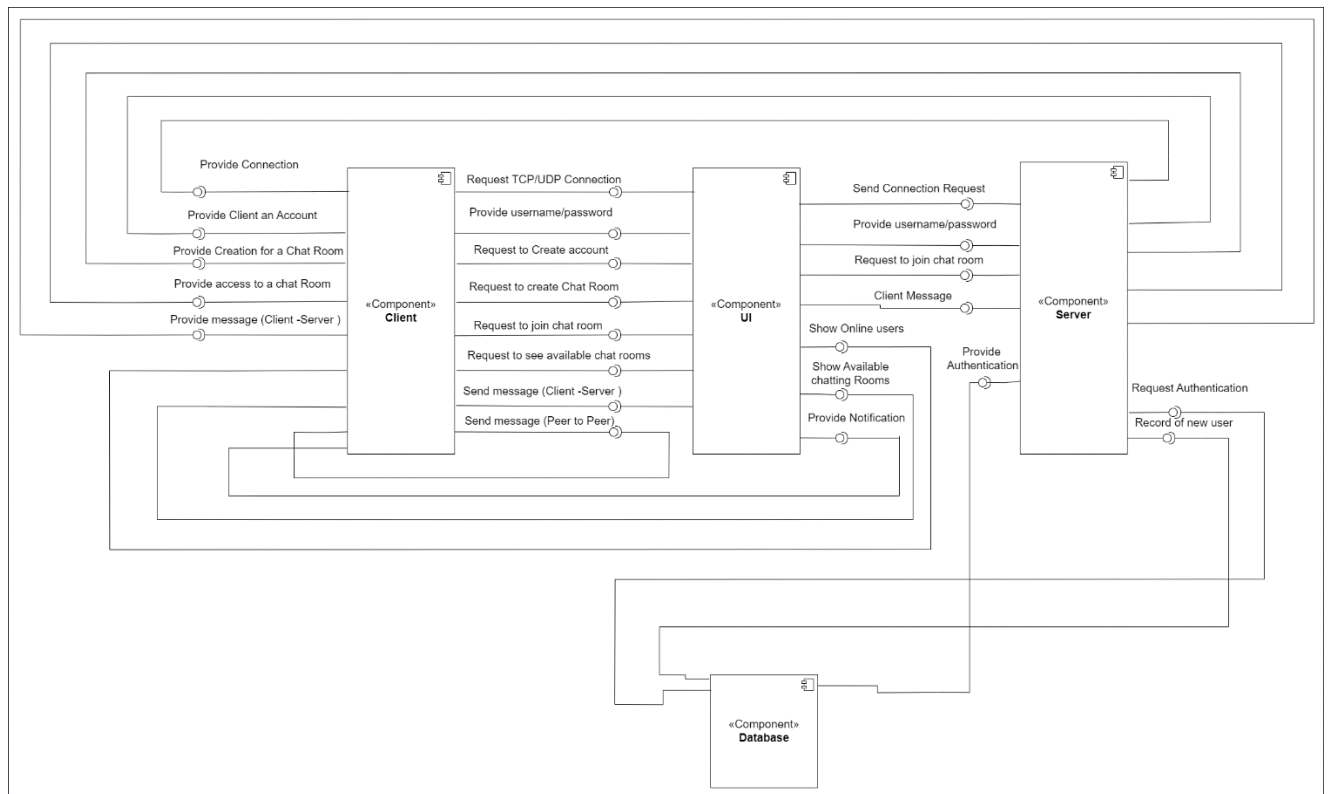 Provide Connection
Provide Client an Account
Provide Creation for a Chat Room
Provide access to a chat Room
Provide message (Client -Server )
«Component»
Client
Request TCP/UDP Connection
Provide username/password
Request to Create account
Request to create Chat Room
Request to join chat room
Request to see available chat rooms
Send message (Client -Server )
Send message (Peer to Peer)
«Component»
UI
Send Connection Request
Provide username/password
Request to join chat room
Client Message
Show Online users
Show Available
chatting Rooms
Provide Notification
Provide
Authentication
«Component»
Server
Request Authentication
Record of new user
«Component»
Database